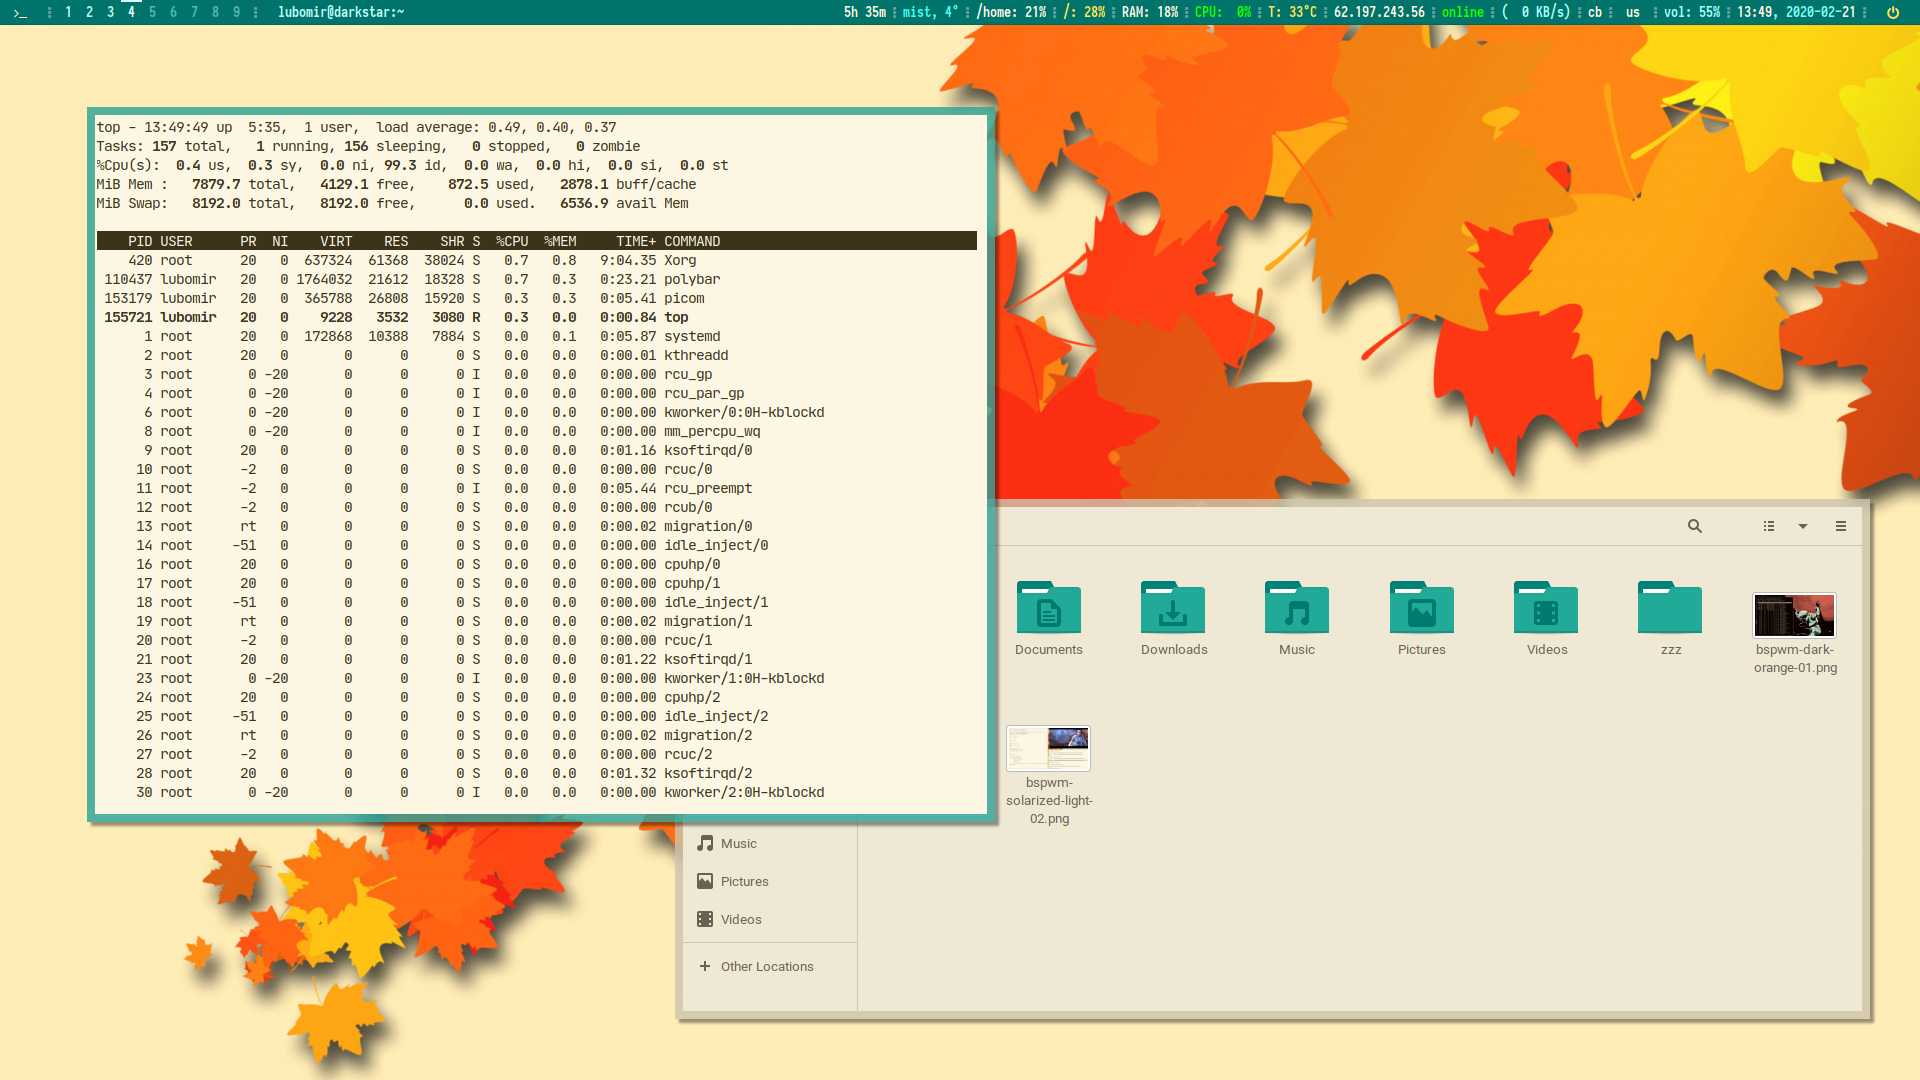 >_ ⋮ 1 2 3 4 5 6 7 8 9 ⋮ lubomir@darkstar:~ 5h 35m ⋮ mist, 4° ⋮ /home: 21% ⋮ /: 28% ⋮ RAM: 18% ⋮ CPU: 0% ⋮ T: 33°C ⋮ 62.197.243.56 ⋮ online ⋮ ( 0 KB/s) ⋮ cb ⋮ us ⋮ vol: 55% ⋮ 13:49, 2020-02-21 ⋮
top - 13:49:49 up  5:35,  1 user,  load average: 0.49, 0.40, 0.37
Tasks: 157 total,   1 running, 156 sleeping,   0 stopped,   0 zombie
%Cpu(s):  0.4 us,  0.3 sy,  0.0 ni, 99.3 id,  0.0 wa,  0.0 hi,  0.0 si,  0.0 st
MiB Mem :   7879.7 total,   4129.1 free,    872.5 used,   2878.1 buff/cache
MiB Swap:   8192.0 total,   8192.0 free,      0.0 used.   6536.9 avail Mem
PID USER PR NI VIRT RES SHR S %CPU %MEM TIME+ COMMAND
420 root 20 0 637324 61368 38024 S 0.7 0.8 9:04.35 Xorg
110437 lubomir 20 0 1764032 21612 18328 S 0.7 0.3 0:23.21 polybar
153179 lubomir 20 0 365788 26808 15920 S 0.3 0.3 0:05.41 picom
155721 lubomir 20 0 9228 3532 3080 R 0.3 0.0 0:00.84 top
1 root 20 0 172868 10388 7884 S 0.0 0.1 0:05.87 systemd
2 root 20 0 0 0 0 S 0.0 0.0 0:00.01 kthreadd
3 root 0 -20 0 0 0 I 0.0 0.0 0:00.00 rcu_gp
4 root 0 -20 0 0 0 I 0.0 0.0 0:00.00 rcu_par_gp
6 root 0 -20 0 0 0 I 0.0 0.0 0:00.00 kworker/0:0H-kblockd
8 root 0 -20 0 0 0 I 0.0 0.0 0:00.00 mm_percpu_wq
9 root 20 0 0 0 0 S 0.0 0.0 0:01.16 ksoftirqd/0
10 root -2 0 0 0 0 S 0.0 0.0 0:00.00 rcuc/0
11 root -2 0 0 0 0 I 0.0 0.0 0:05.44 rcu_preempt
12 root -2 0 0 0 0 S 0.0 0.0 0:00.00 rcub/0
13 root rt 0 0 0 0 S 0.0 0.0 0:00.02 migration/0
14 root -51 0 0 0 0 S 0.0 0.0 0:00.00 idle_inject/0
16 root 20 0 0 0 0 S 0.0 0.0 0:00.00 cpuhp/0
17 root 20 0 0 0 0 S 0.0 0.0 0:00.00 cpuhp/1
18 root -51 0 0 0 0 S 0.0 0.0 0:00.00 idle_inject/1
19 root rt 0 0 0 0 S 0.0 0.0 0:00.02 migration/1
20 root -2 0 0 0 0 S 0.0 0.0 0:00.00 rcuc/1
21 root 20 0 0 0 0 S 0.0 0.0 0:01.22 ksoftirqd/1
23 root 0 -20 0 0 0 I 0.0 0.0 0:00.00 kworker/1:0H-kblockd
24 root 20 0 0 0 0 S 0.0 0.0 0:00.00 cpuhp/2
25 root -51 0 0 0 0 S 0.0 0.0 0:00.00 idle_inject/2
26 root rt 0 0 0 0 S 0.0 0.0 0:00.02 migration/2
27 root -2 0 0 0 0 S 0.0 0.0 0:00.00 rcuc/2
28 root 20 0 0 0 0 S 0.0 0.0 0:01.32 ksoftirqd/2
30 root 0 -20 0 0 0 I 0.0 0.0 0:00.00 kworker/2:0H-kblockd
Documents Downloads Music Pictures Videos zzz bspwm-dark-
orange-01.png
bspwm-
solarized-light-
02.png
Music
Pictures
Videos
Other Locations